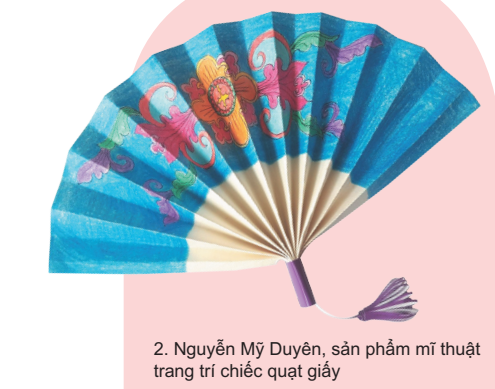 2. Nguyễn Mỹ Duyên, sản phẩm mĩ thuật
trang trí chiếc quạt giấy